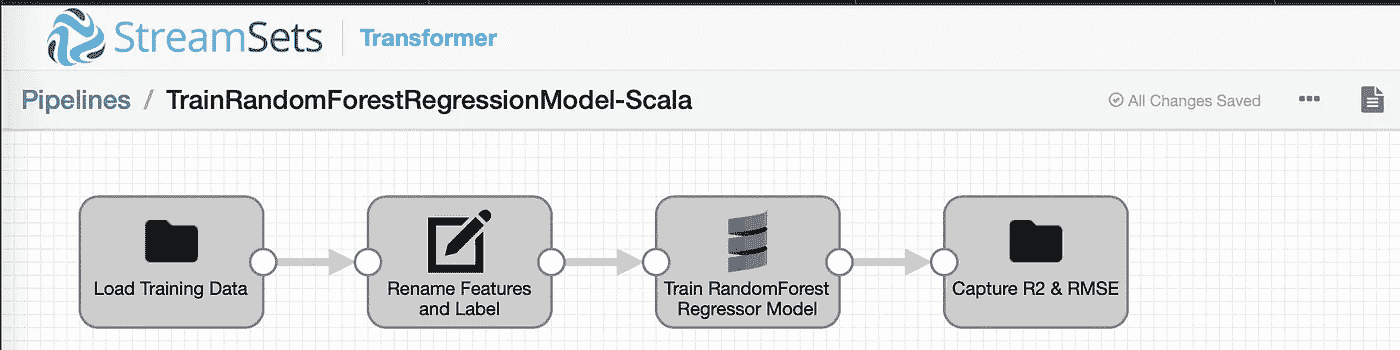 StreamSets Transformer
Pipelines / TrainRandomForestRegressionModel-Scala All Changes Saved
Load Training Data
Rename Features
and Label
Train RandomForest
Regressor Model
Capture R2 & RMSE